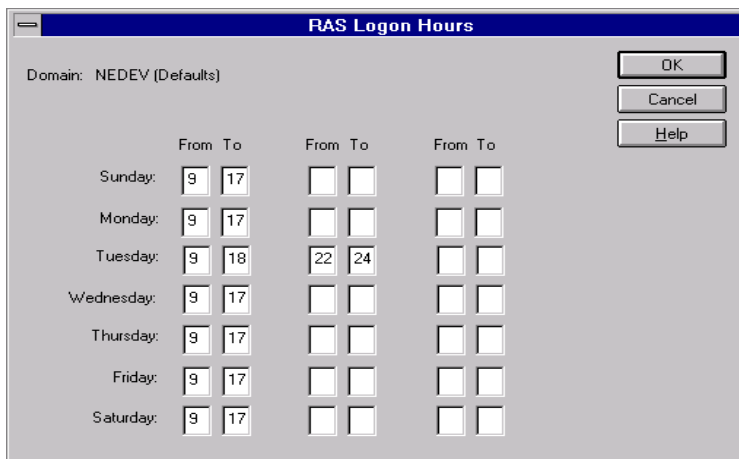 RAS Logon Hours
Domain: NEDEV (Defaults)
OK
Cancel
Help
From To From To From To
Sunday: 9 17
Monday: 9 17
Tuesday: 9 18 22 24
Wednesday: 9 17
Thursday: 9 17
Friday: 9 17
Saturday: 9 17